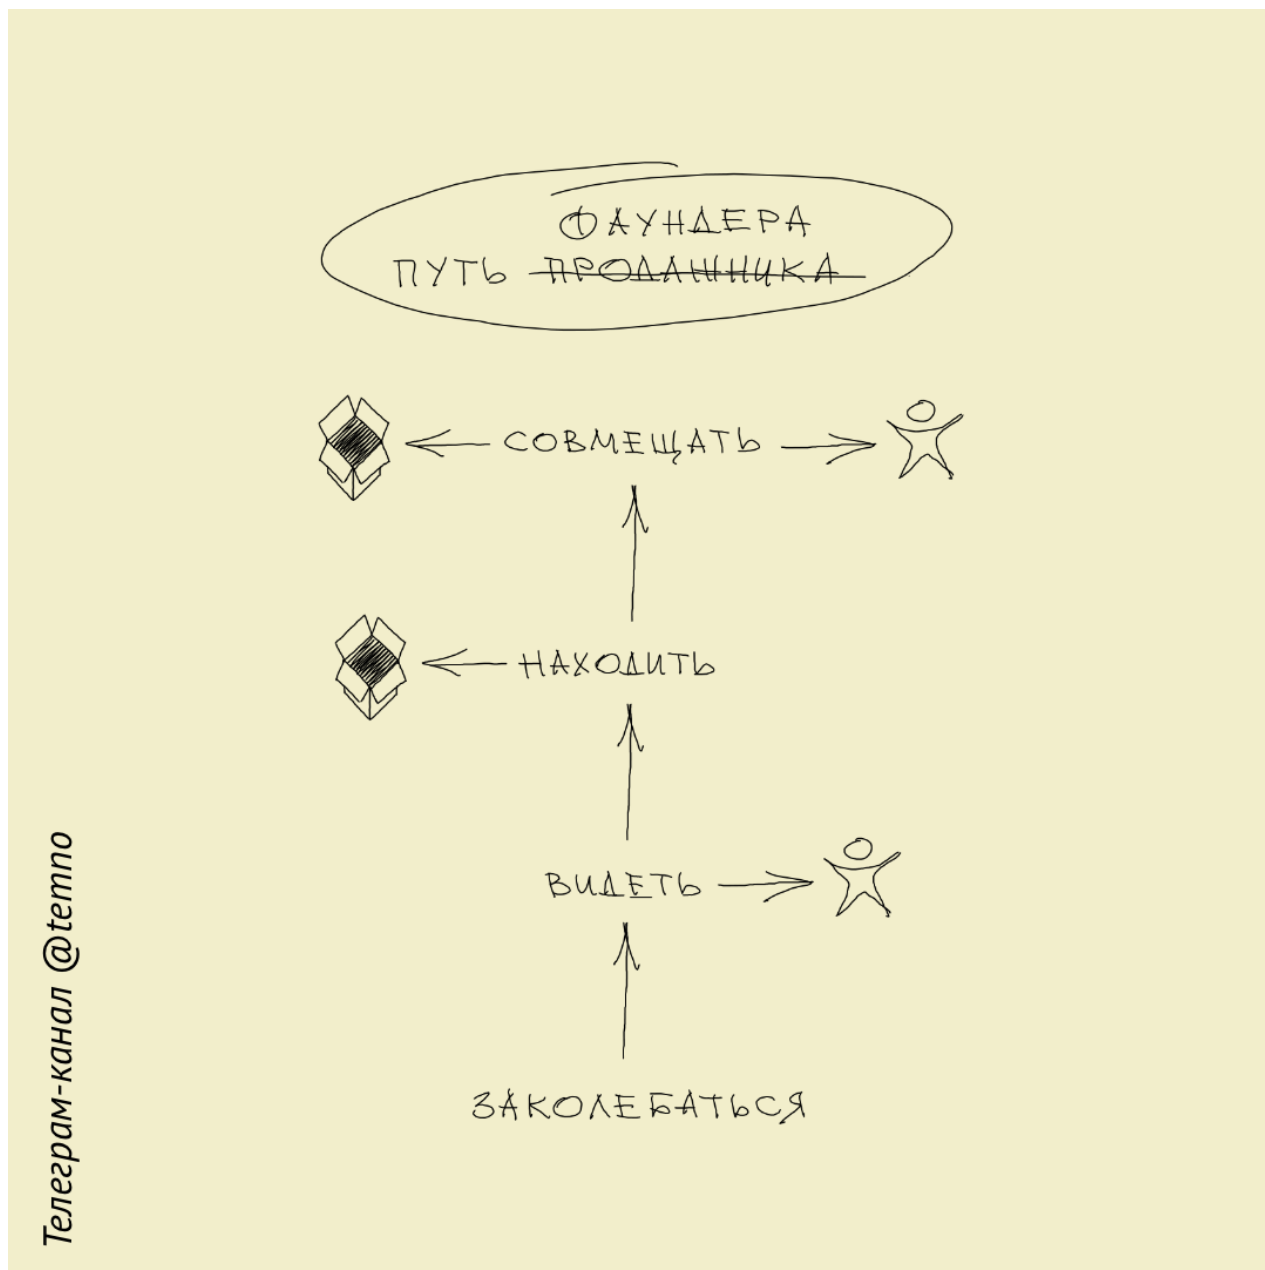 ФАУНДЕРА
ПУТЬ ПРОДАЖНИКА
СОВМЕЩАТЬ
НАХОДИТЬ
ВИДЕТЬ
ЗАКОЛЕБАТЬСЯ
Телеграм-канал @temno